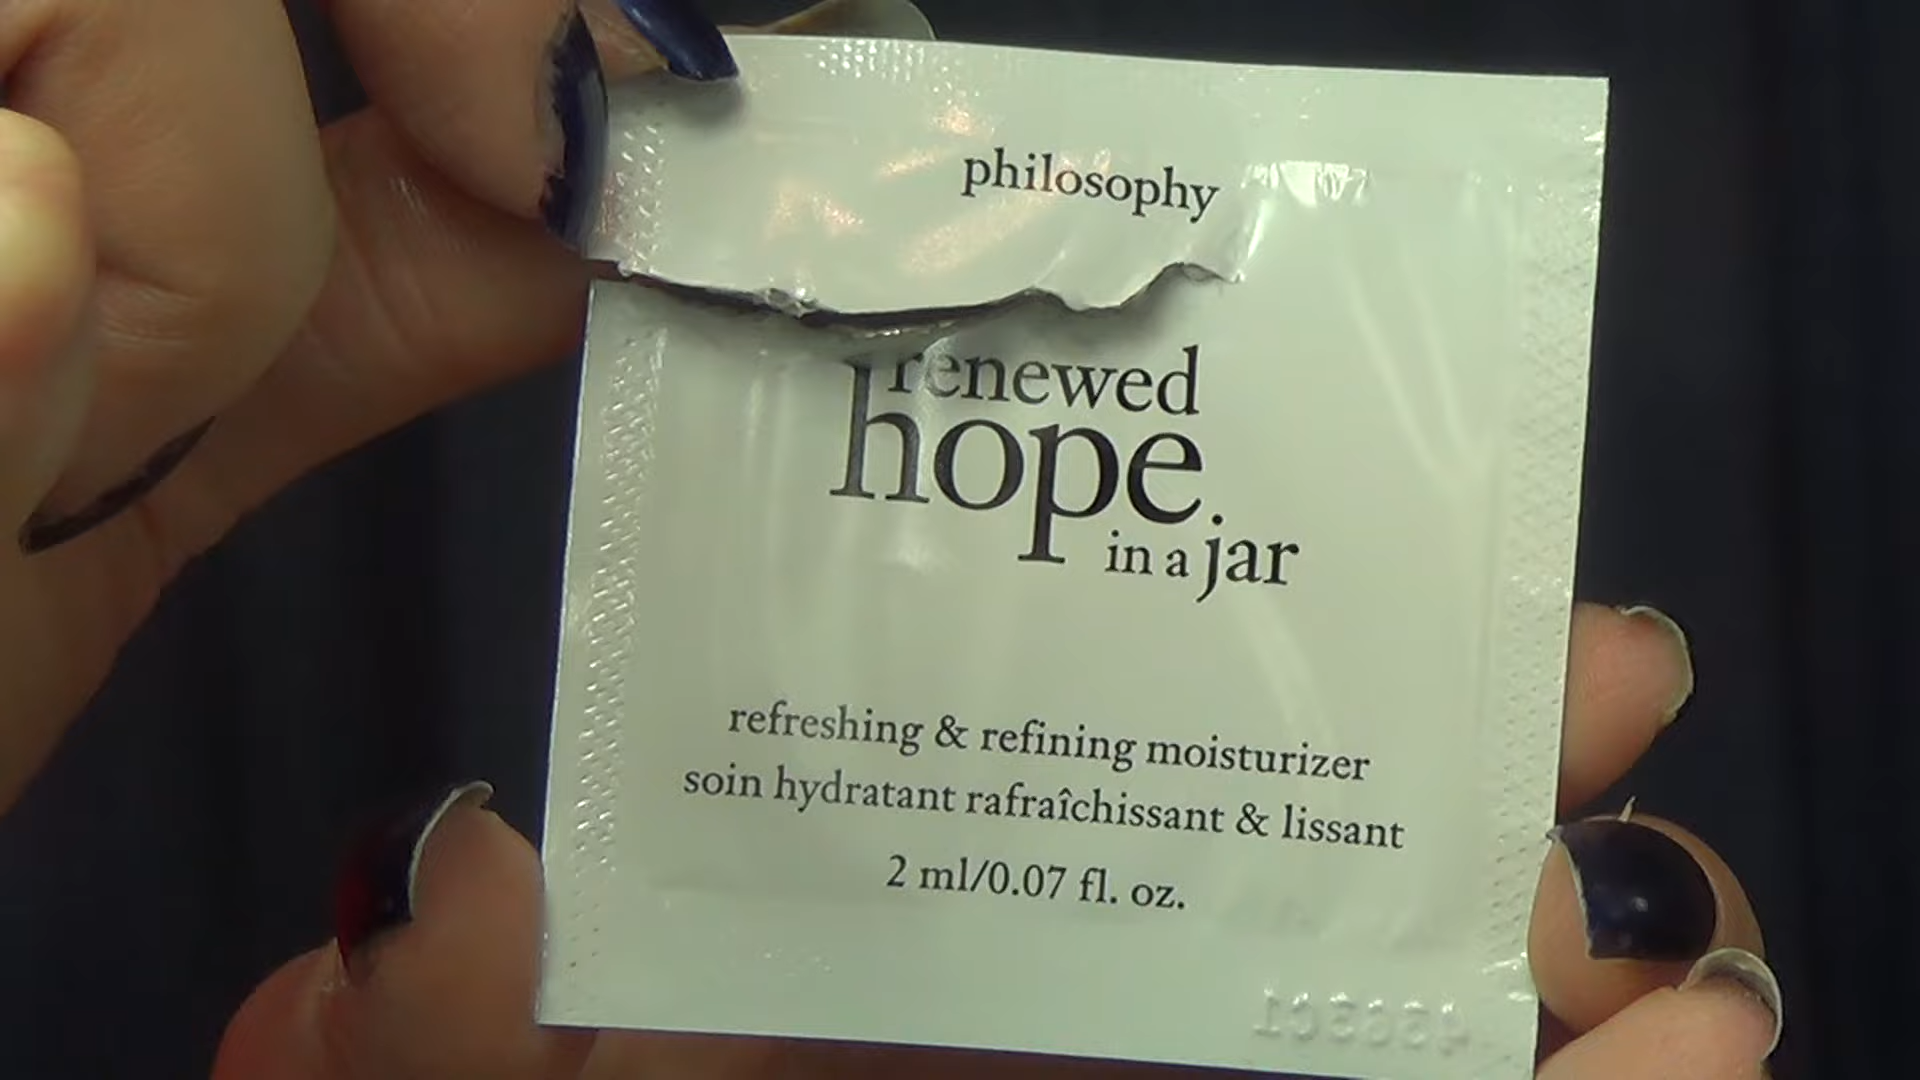 philosophy
renewed
hope
in a jar
refreshing & refining moisturizer
soin hydratant rafraîchissant & lissant
2 ml/0.07 fl. oz.